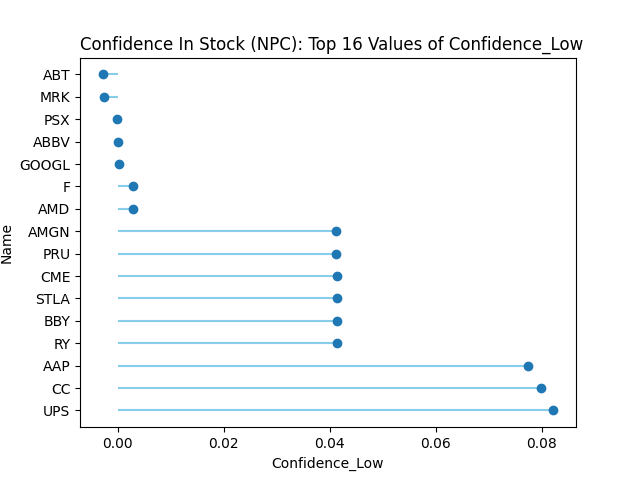 Confidence In Stock (NPC): Top 16 Values of Confidence_Low
ABT
MRK
PSX
ABBV
GOOGL
F
AMD
AMGN
PRU
CME
STLA
BBY
RY
AAP
CC
UPS
Name
0.00 0.02 0.04 0.06 0.08
Confidence_Low